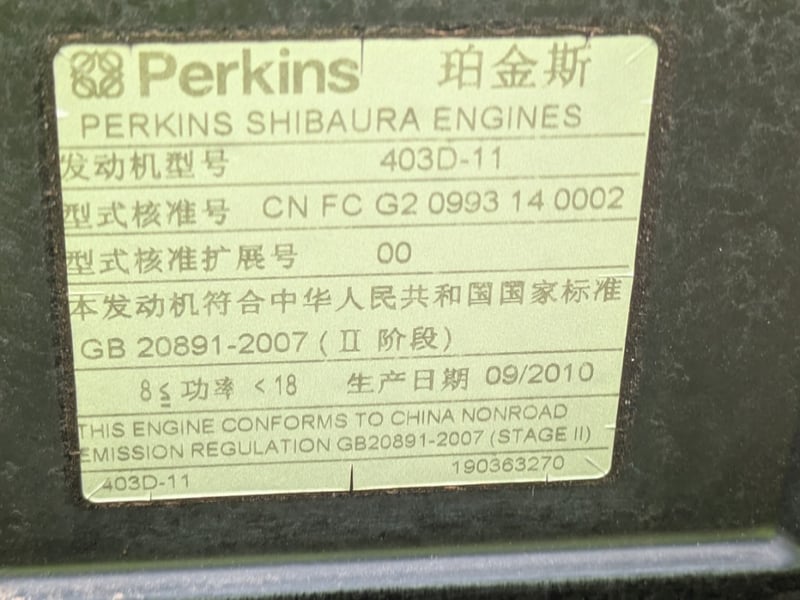 Perkins 珀金斯
PERKINS SHIBAURA ENGINES
发动机型号 403D-11
型式核准号 CN FC G2 0993 14 0002
型式核准扩展号 00
本发动机符合中华人民共和国国家标准
GB 20891-2007 ( II 阶段)
8≤ 功率 < 18 生产日期 09/2010
THIS ENGINE CONFORMS TO CHINA NONROAD
EMISSION REGULATION GB20891-2007 (STAGE II)
403D-11 190363270